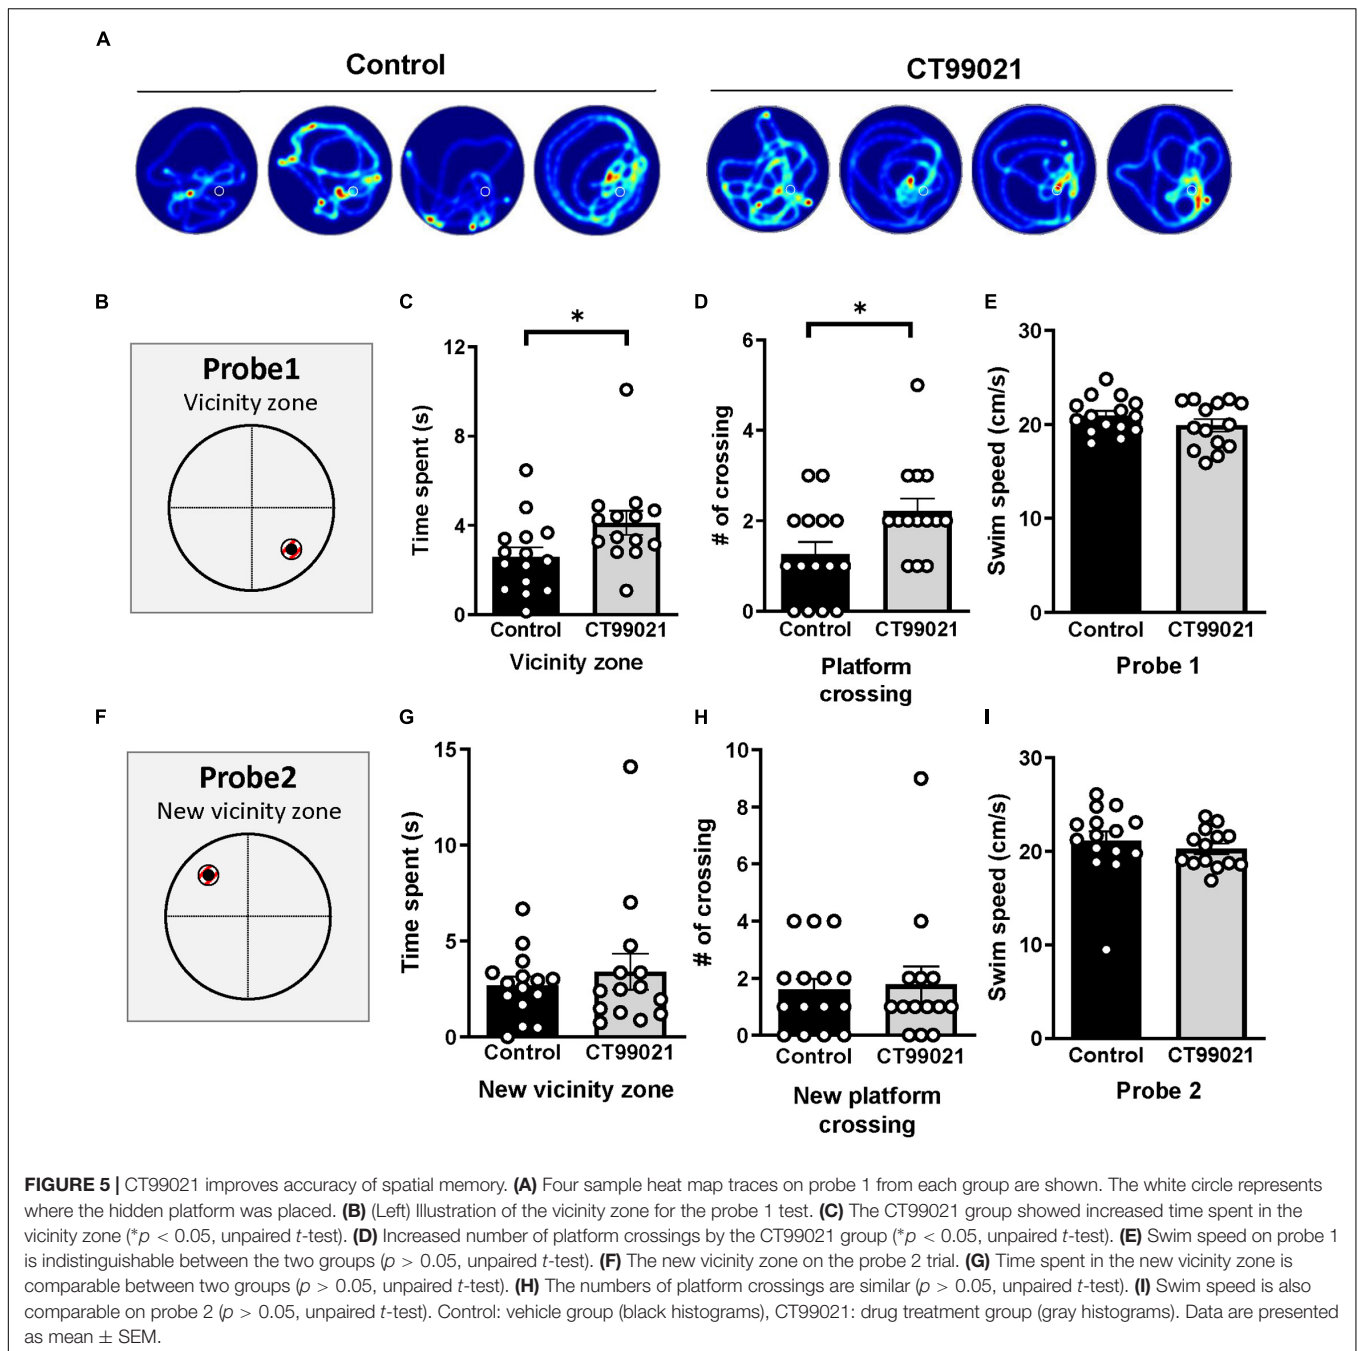 A
Control
CT99021
B
C
D
E
Probe1
Vicinity zone
*
12
8
4
0
Time spent (s)
Control
CT99021
Vicinity zone
*
6
4
2
0
# of crossing
Control
CT99021
Platform
crossing
30
20
10
0
Swim speed (cm/s)
Control
CT99021
Probe 1
F
G
H
I
Probe2
New vicinity zone
15
10
5
0
Time spent (s)
Control
CT99021
New vicinity zone
10
8
6
4
2
0
# of crossing
Control
CT99021
New platform
crossing
30
20
10
0
Swim speed (cm/s)
Control
CT99021
Probe 2
FIGURE 5 | CT99021 improves accuracy of spatial memory. (A) Four sample heat map traces on probe 1 from each group are shown. The white circle represents
where the hidden platform was placed. (B) (Left) Illustration of the vicinity zone for the probe 1 test. (C) The CT99021 group showed increased time spent in the
vicinity zone (*p < 0.05, unpaired t-test). (D) Increased number of platform crossings by the CT99021 group (*p < 0.05, unpaired t-test). (E) Swim speed on probe 1
is indistinguishable between the two groups (p > 0.05, unpaired t-test). (F) The new vicinity zone on the probe 2 trial. (G) Time spent in the new vicinity zone is
comparable between two groups (p > 0.05, unpaired t-test). (H) The numbers of platform crossings are similar (p > 0.05, unpaired t-test). (I) Swim speed is also
comparable on probe 2 (p > 0.05, unpaired t-test). Control: vehicle group (black histograms), CT99021: drug treatment group (gray histograms). Data are presented
as mean ± SEM.